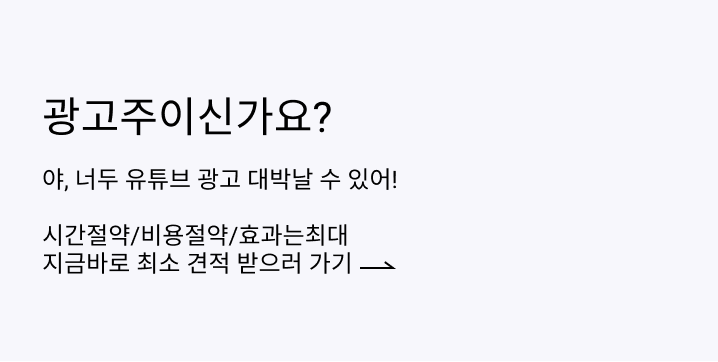 광고주이신가요?
야, 너두 유튜브 광고 대박날 수 있어!
시간절약/비용절약/효과는최대
지금바로 최소 견적 받으러 가기